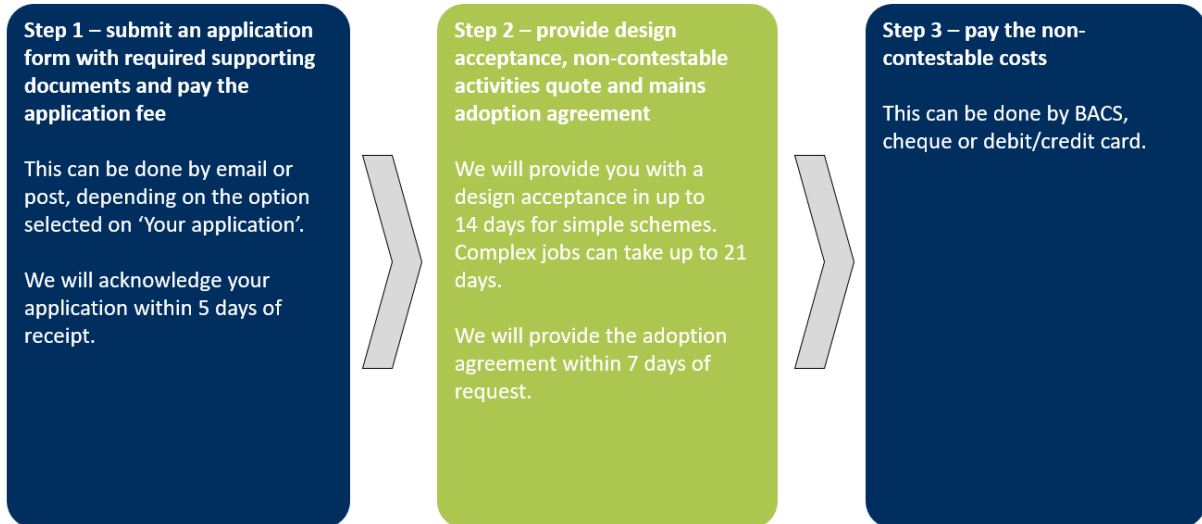 Step 1 – submit an application
form with required supporting
documents and pay the
application fee
This can be done by email or
post, depending on the option
selected on ‘Your application’.
We will acknowledge your
application within 5 days of
receipt.
Step 2 – provide design
acceptance, non-contestable
activities quote and mains
adoption agreement
We will provide you with a
design acceptance in up to
14 days for simple schemes.
Complex jobs can take up to 21
days.
We will provide the adoption
agreement within 7 days of
request.
Step 3 – pay the non-
contestable costs
This can be done by BACS,
cheque or debit/credit card.